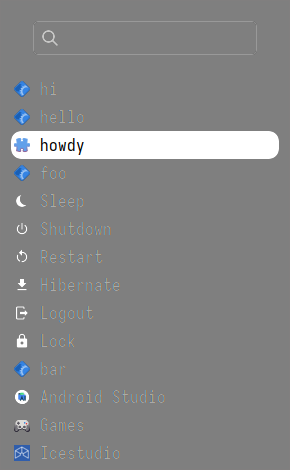 hi
hello
howdy
foo
Sleep
Shutdown
Restart
Hibernate
Logout
Lock
bar
Android Studio
Games
Icestudio